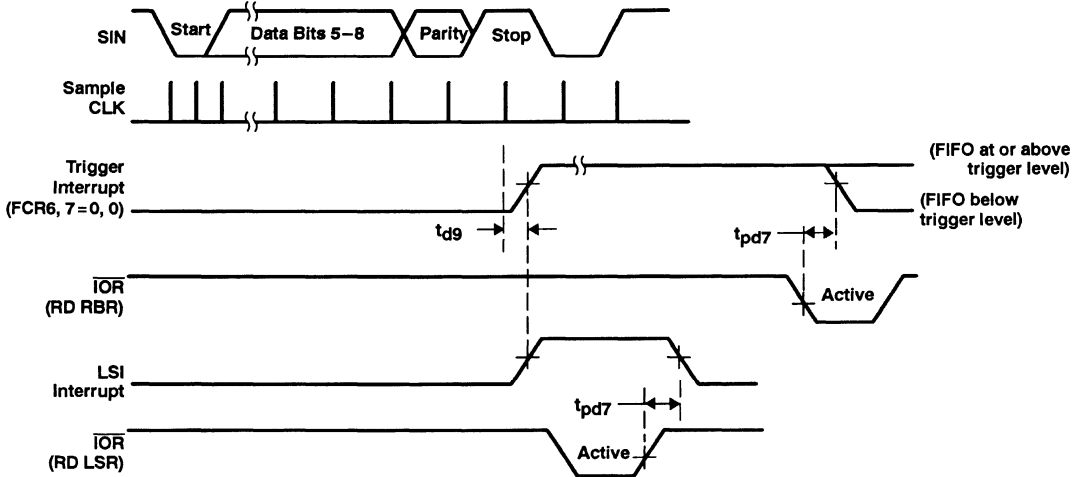 SIN
Start
Data Bits 5–8
Parity
Stop
Sample
CLK
Trigger
Interrupt
(FCR6, 7 = 0, 0)
(FIFO at or above
trigger level)
(FIFO below
trigger level)
td9
tpd7
IOR
(RD RBR)
Active
LSI
Interrupt
tpd7
IOR
(RD LSR)
Active